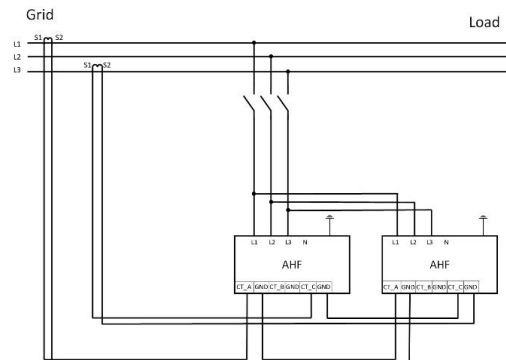 Grid
Load
S1 S2
L1
L2
S1 S2
L3
L1 L2 L3 N
L1 L2 L3 N
AHF
AHF
CT_A GND CT_B GND CT_C GND
CT_A GND CT_B GND CT_C GND